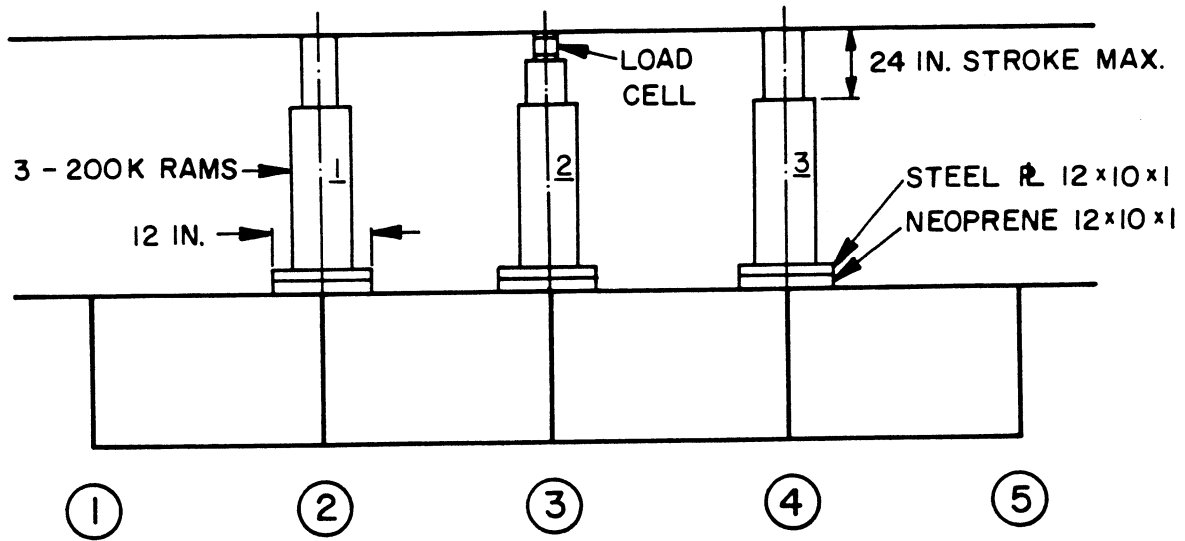 LOAD
CELL
24 IN. STROKE MAX.
3 - 200K RAMS
1
2
3
STEEL ℞ 12 x 10 x 1
NEOPRENE 12 x 10 x 1
12 IN.
1
2
3
4
5